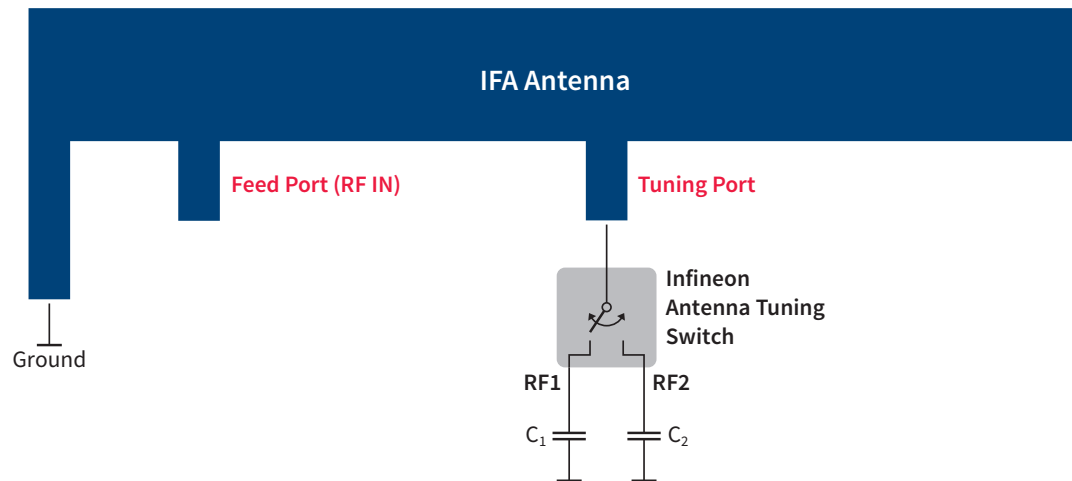 IFA Antenna
Feed Port (RF IN)
Tuning Port
Infineon
Antenna Tuning
Switch
Ground
RF1
RF2
C₁
C₂